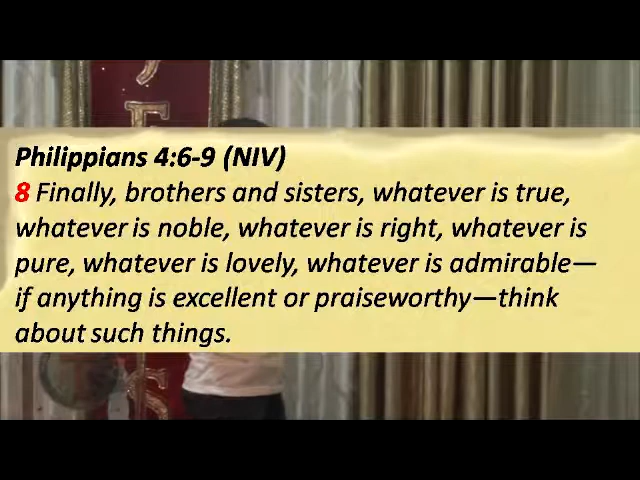 Philippians 4:6-9 (NIV)
8 Finally, brothers and sisters, whatever is true,
whatever is noble, whatever is right, whatever is
pure, whatever is lovely, whatever is admirable—
if anything is excellent or praiseworthy—think
about such things.